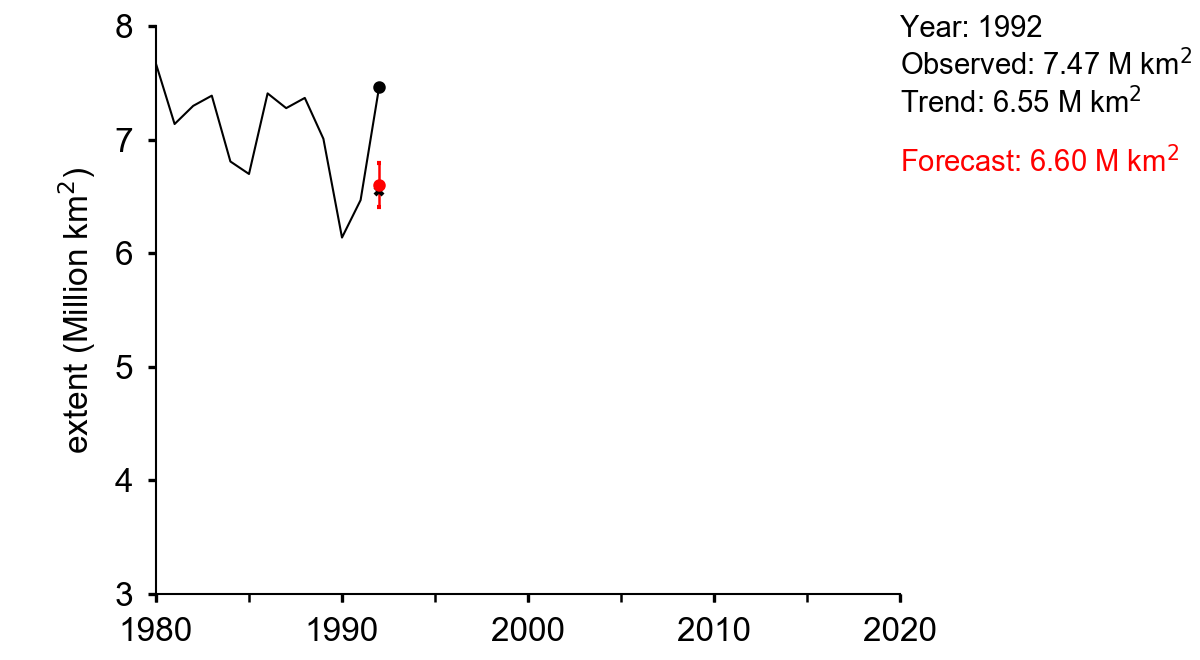 Year: 1992
Observed: 7.47 M km²
Trend: 6.55 M km²
Forecast: 6.60 M km²
extent (Million km²)
8
7
6
5
4
3
1980 1990 2000 2010 2020